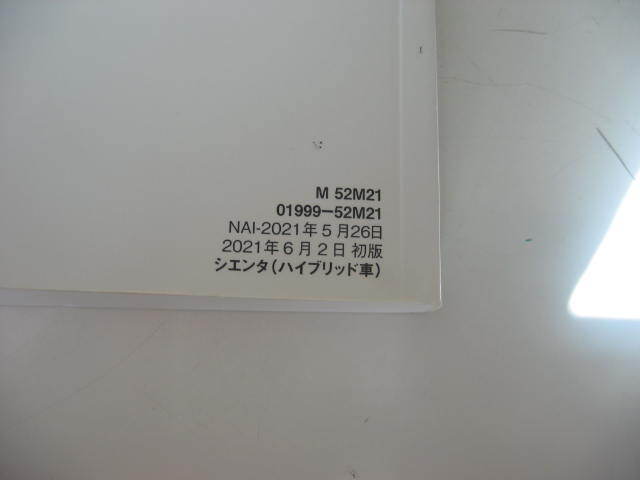 M 52M21
01999-52M21
NAI-2021年5月26日
2021年6月2日 初版
シエンタ(ハイブリッド車)